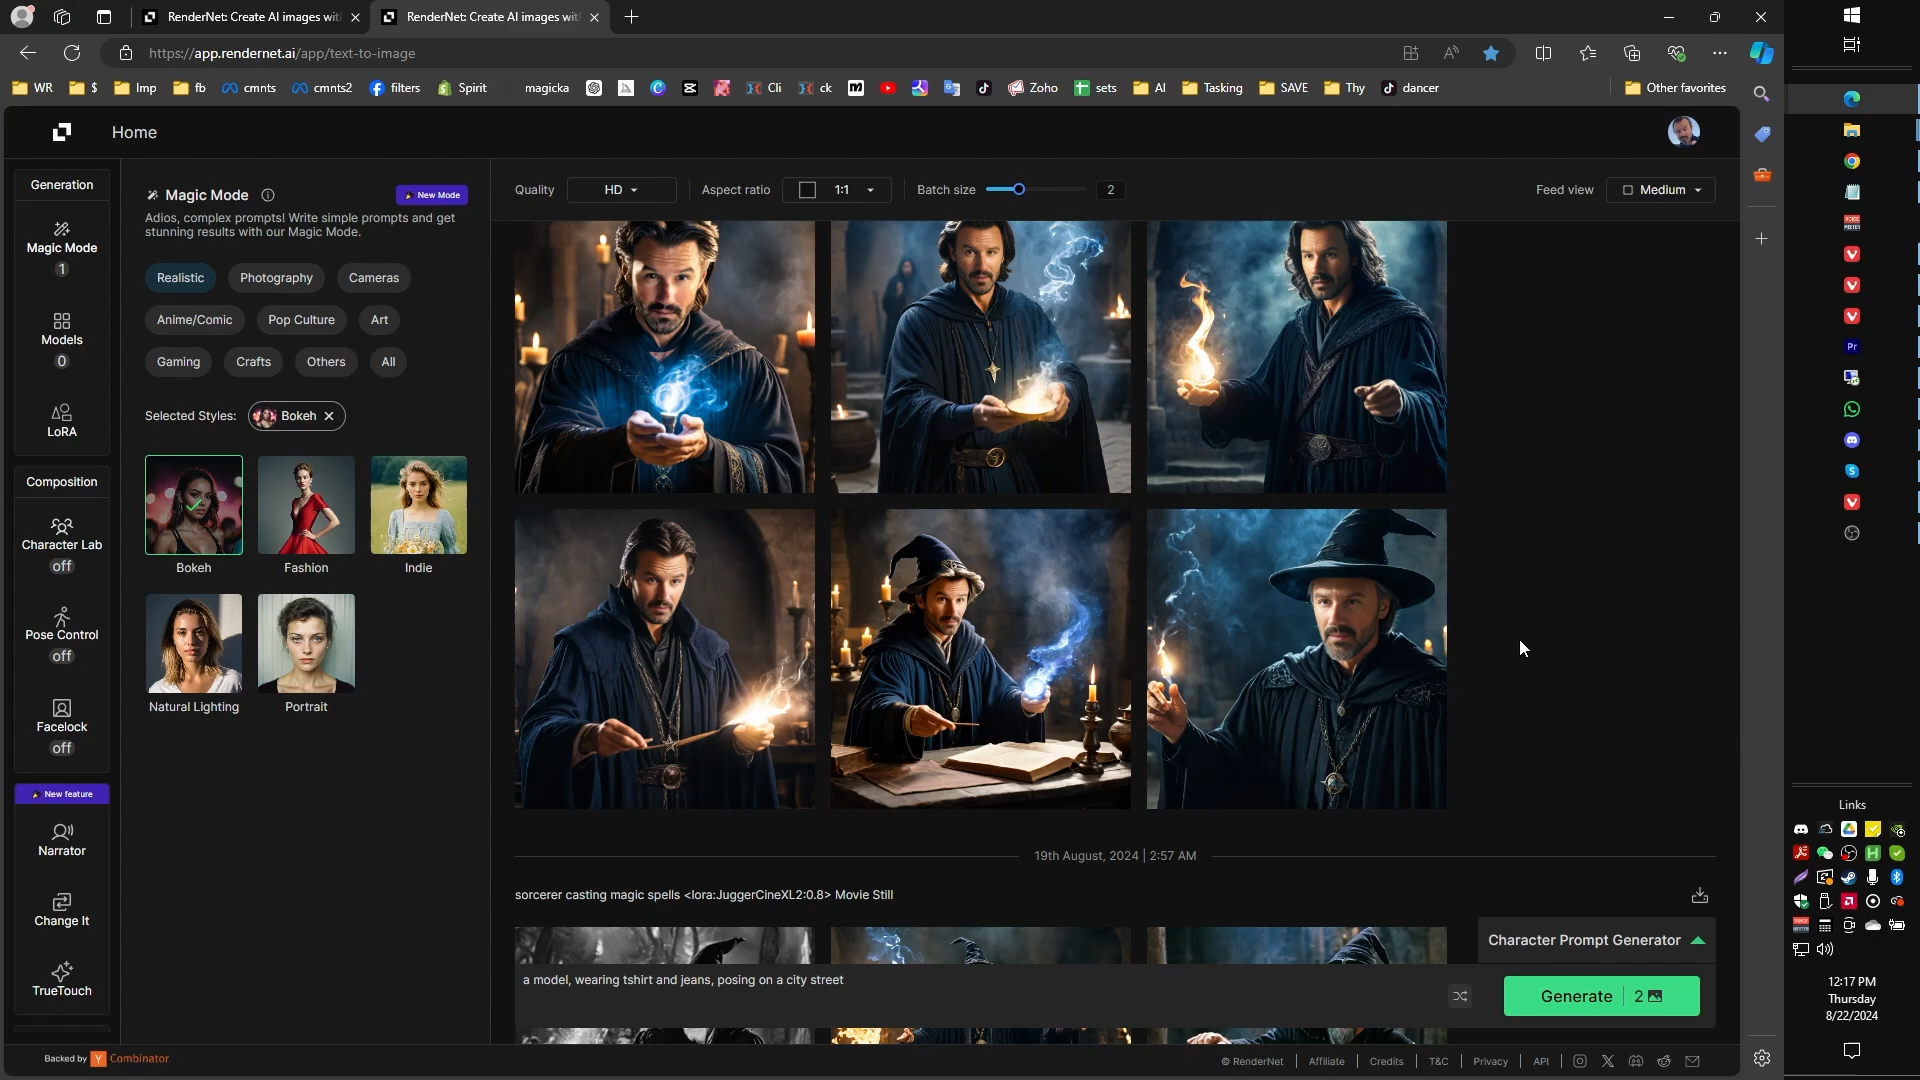 RenderNet: Create AI images wit
RenderNet: Create AI images wit
https://app.rendernet.ai/app/text-to-image
WR
$
Imp
fb
cmnts
cmnts2
filters
Spirit
magicka
Cli
ck
Zoho
sets
AI
Tasking
SAVE
Thy
dancer
Other favorites
Home
Generation
Magic Mode
1
Models
0
LoRA
Composition
Character Lab
off
Pose Control
off
Facelock
off
New feature
Narrator
Change It
TrueTouch
Magic Mode
New Mode
Adios, complex prompts! Write simple prompts and get
stunning results with our Magic Mode.
Realistic
Photography
Cameras
Anime/Comic
Pop Culture
Art
Gaming
Crafts
Others
All
Selected Styles:
Bokeh
Bokeh
Fashion
Indie
Natural Lighting
Portrait
Quality
HD
Aspect ratio
1:1
Batch size
2
Feed view
Medium
19th August, 2024 | 2:57 AM
sorcerer casting magic spells <lora:JuggerCineXL2:0.8> Movie Still
Character Prompt Generator
a model, wearing tshirt and jeans, posing on a city street
Generate
2
Backed by Y Combinator
© RenderNet
Affiliate
Credits
T&C
Privacy
API
Pr
Links
12:17 PM
Thursday
8/22/2024